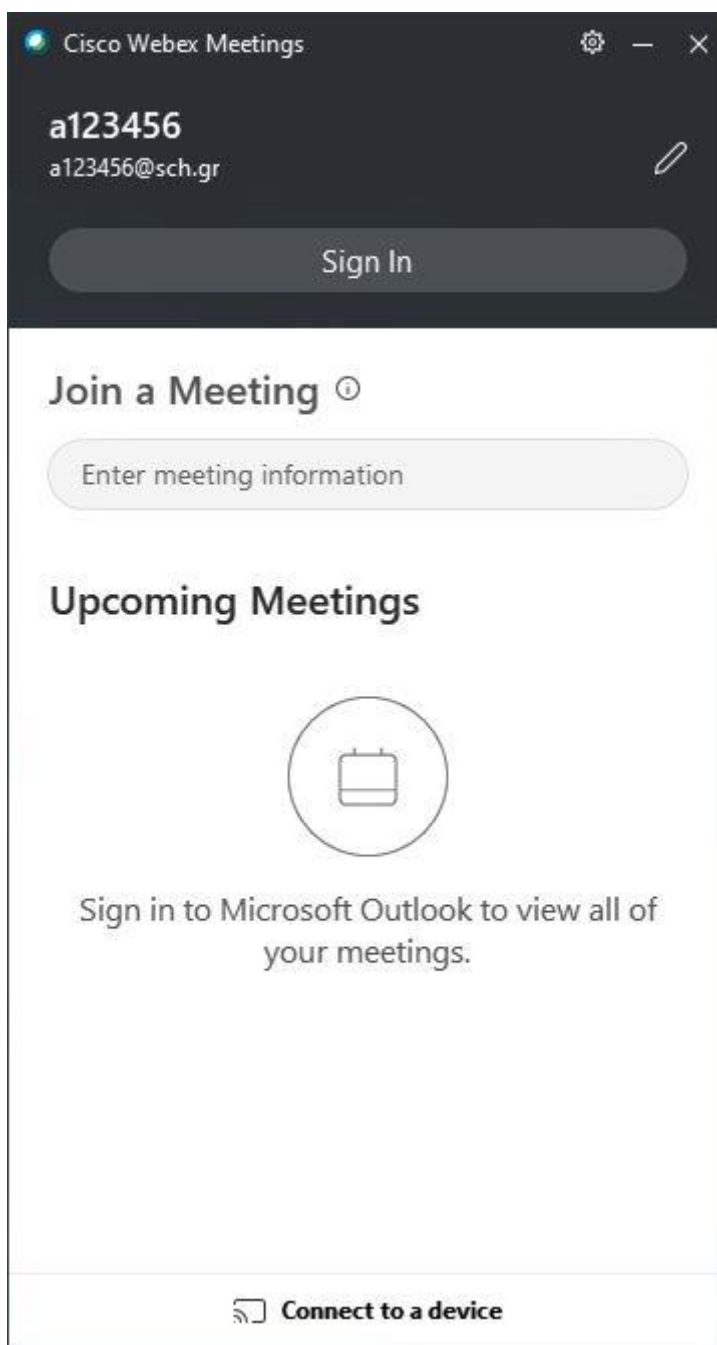 Cisco Webex Meetings
a123456
a123456@sch.gr
Sign In
Join a Meeting
Enter meeting information
Upcoming Meetings
Sign in to Microsoft Outlook to view all of
your meetings.
Connect to a device